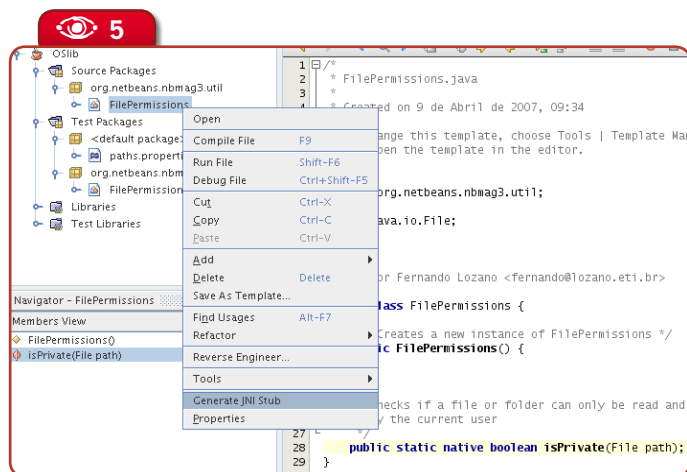 5
OSlib
Source Packages
org.netbeans.nbmag3.util
FilePermissions
Test Packages
<default package>
org.netbeans.nbm
FilePermission
Libraries
Test Libraries
Navigator - FilePermissions
Members View
FilePermissions()
isPrivate(File path)
Open
Compile File F9
Run File Shift-F6
Debug File Ctrl+Shift-F5
Cut Ctrl-X
Copy Ctrl-C
Paste Ctrl-V
Add
Delete Delete
Save As Template...
Find Usages Alt-F7
Refactor
Reverse Engineer...
Tools
Generate JNI Stub
Properties
1 /*
2 * FilePermissions.java
3 *
* Created on 9 de Abril de 2007, 09:34
ange this template, choose Tools | Template Man
pen the template in the editor.
org.netbeans.nbmag3.util;
ava.io.File;
or Fernando Lozano <fernando@lozano.eti.br>
lass FilePermissions {
Creates a new instance of FilePermissions */
ic FilePermissions() {
ecks if a file or folder can only be read and
y the current user
27 */
28 public static native boolean isPrivate(File path);
29 }